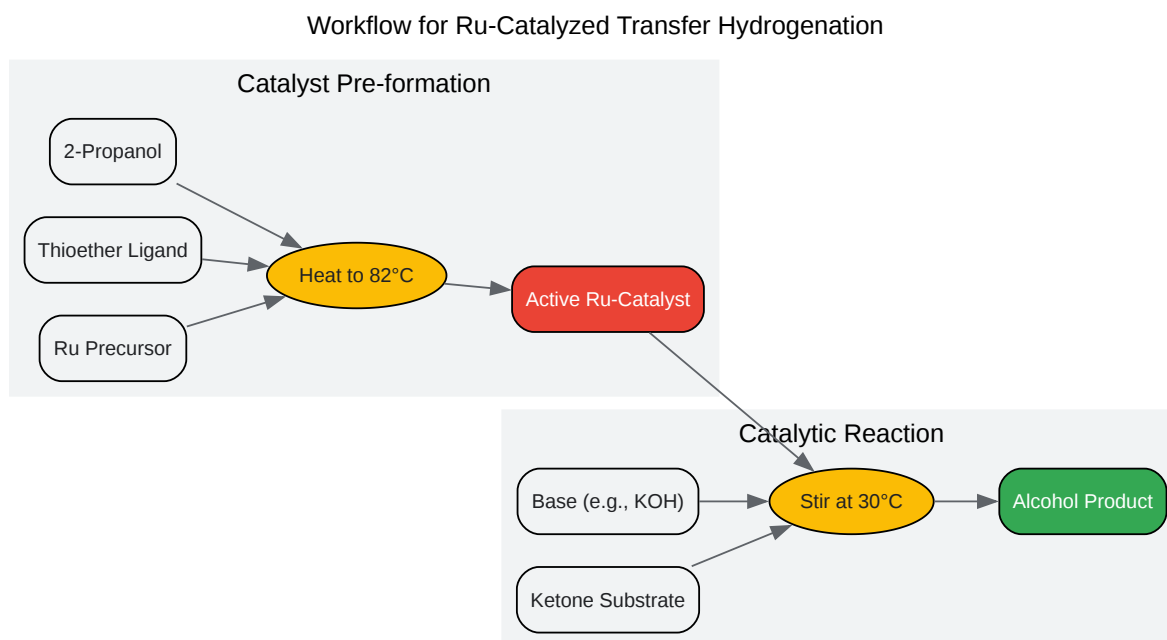 Workflow for Ru-Catalyzed Transfer Hydrogenation
Catalyst Pre-formation
2-Propanol
Thioether Ligand
Ru Precursor
Heat to 82°C
Active Ru-Catalyst
Catalytic Reaction
Base (e.g., KOH)
Ketone Substrate
Stir at 30°C
Alcohol Product